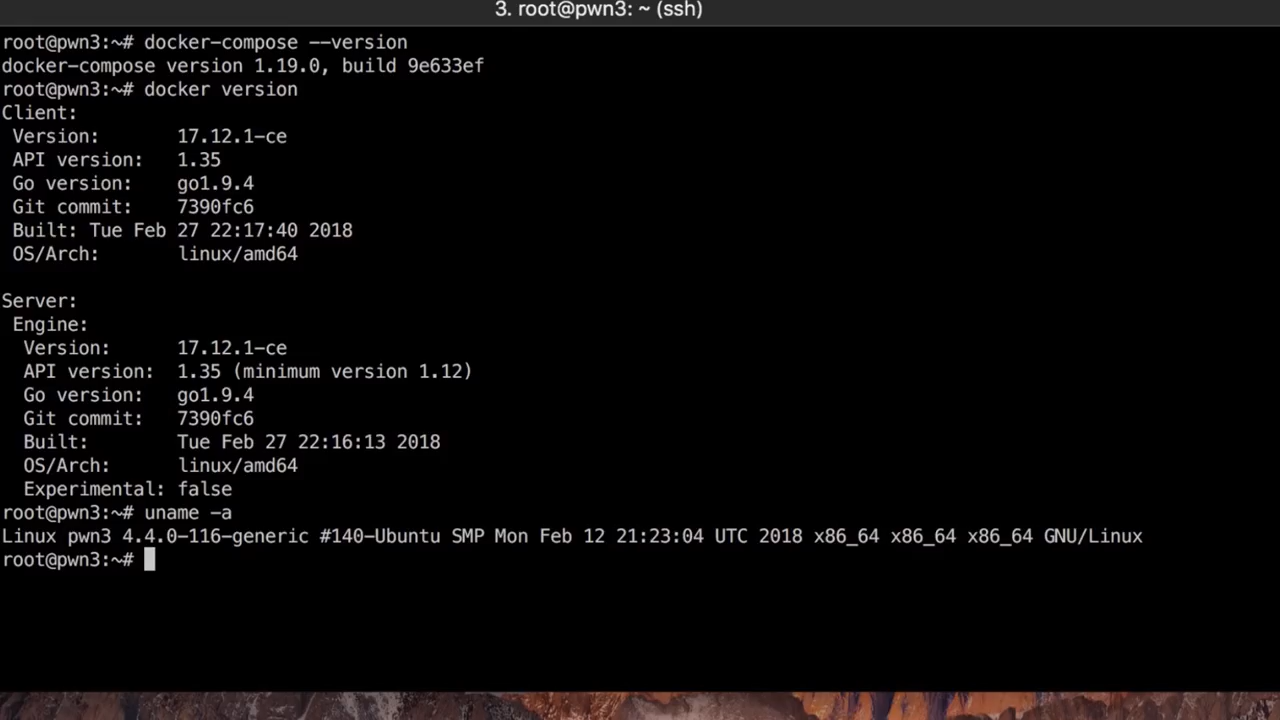 3. root@pwn3: ~ (ssh)
root@pwn3:~# docker-compose --version
docker-compose version 1.19.0, build 9e633ef
root@pwn3:~# docker version
Client:
 Version:       17.12.1-ce
 API version:   1.35
 Go version:    go1.9.4
 Git commit:    7390fc6
 Built: Tue Feb 27 22:17:40 2018
 OS/Arch:       linux/amd64
Server:
 Engine:
  Version:      17.12.1-ce
  API version:  1.35 (minimum version 1.12)
  Go version:   go1.9.4
  Git commit:   7390fc6
  Built:        Tue Feb 27 22:16:13 2018
  OS/Arch:      linux/amd64
  Experimental: false
root@pwn3:~# uname -a
Linux pwn3 4.4.0-116-generic #140-Ubuntu SMP Mon Feb 12 21:23:04 UTC 2018 x86_64 x86_64 x86_64 GNU/Linux
root@pwn3:~#